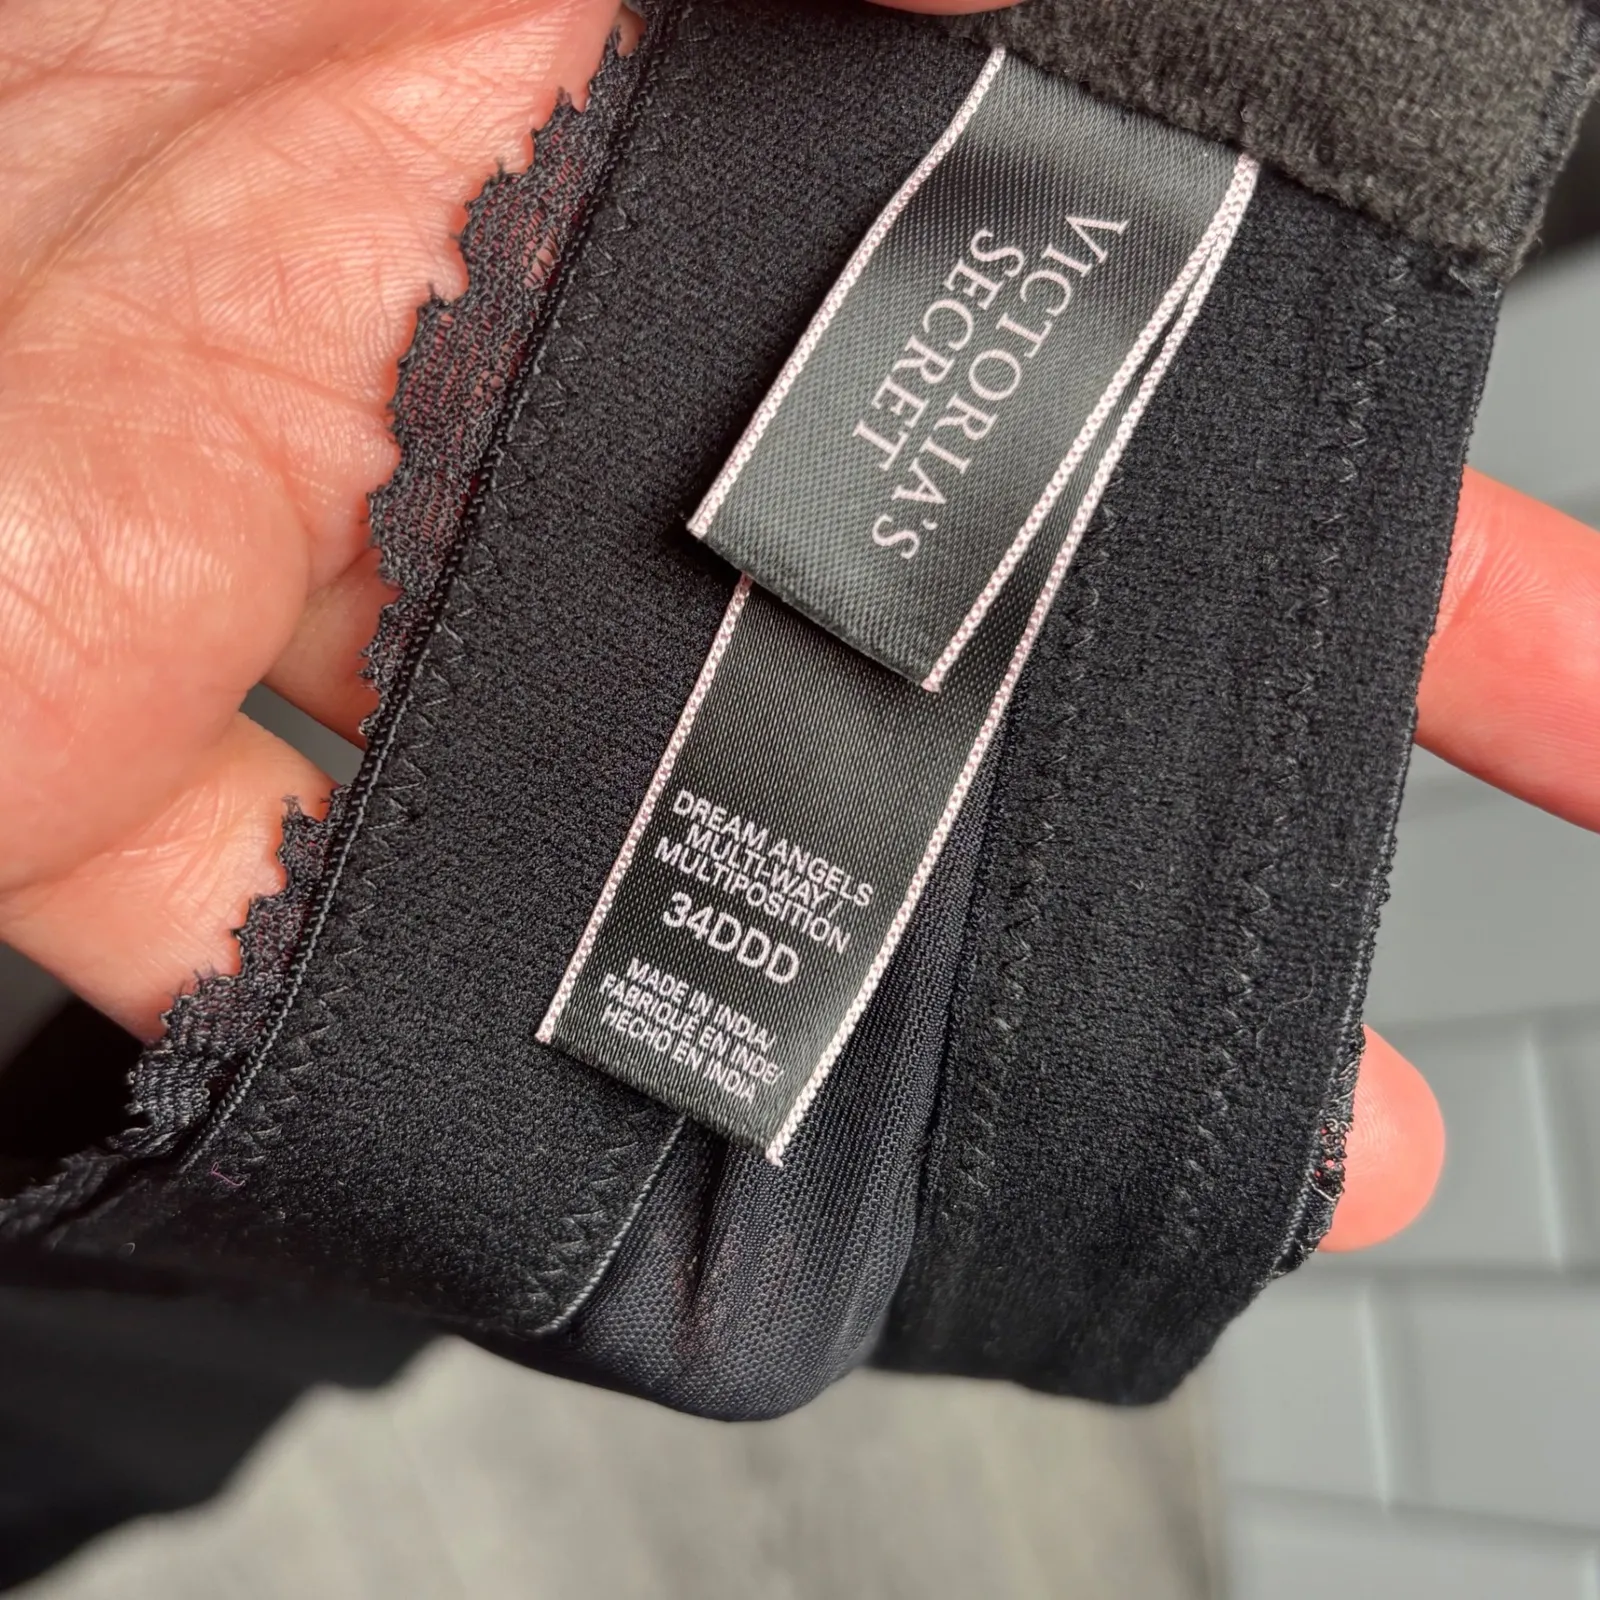 VICTORIA'S
SECRET
DREAM ANGELS
MULTI-WAY /
MULTIPOSITION
34DDD
MADE IN INDIA/
FABRIQUÉ EN INDE/
HECHO EN INDIA